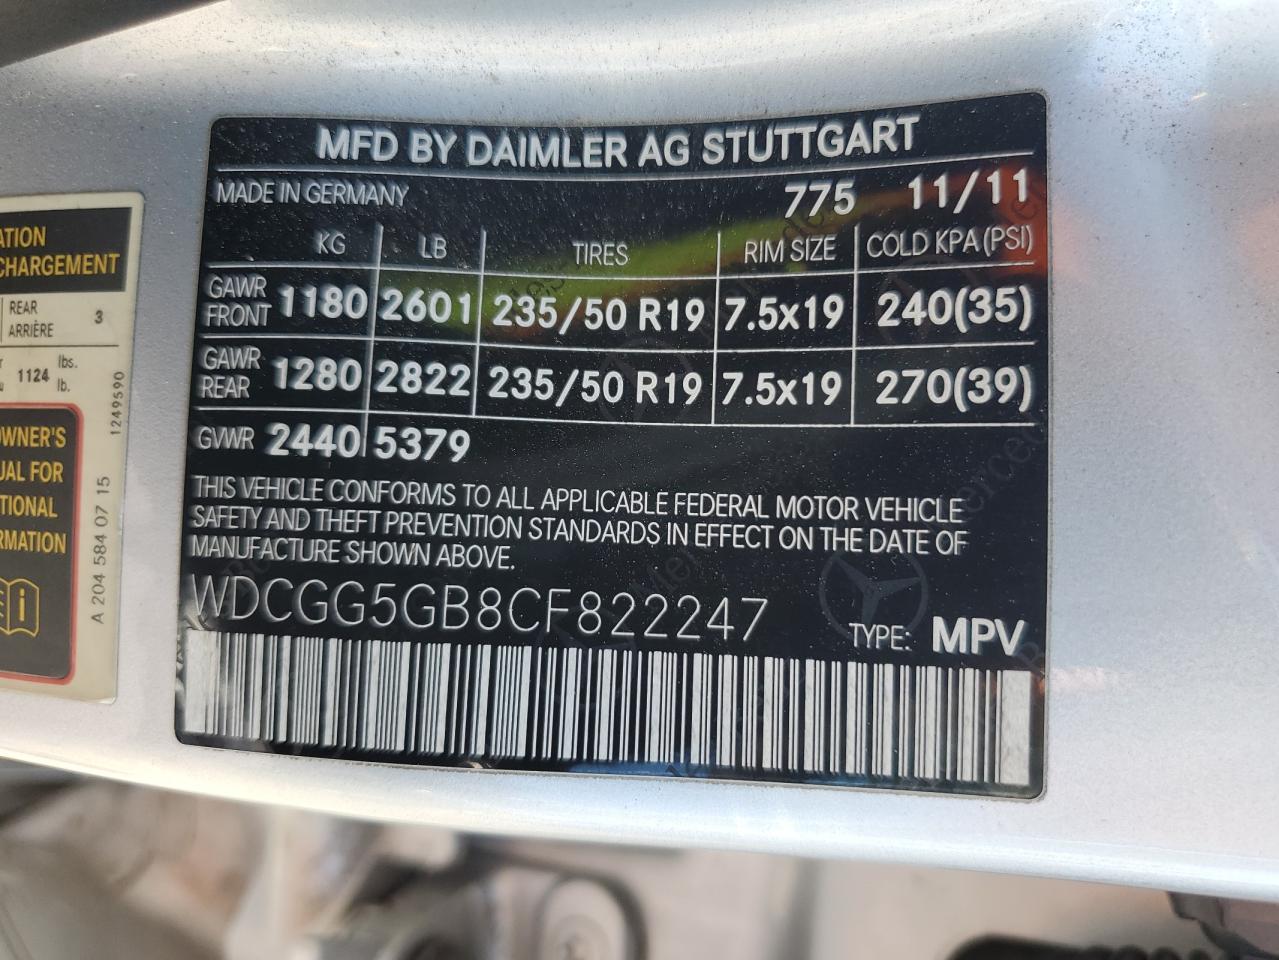 MFD BY DAIMLER AG STUTTGART
MADE IN GERMANY 775 11/11
KG LB TIRES RIM SIZE COLD KPA (PSI)
GAWR FRONT 1180 2601 235/50 R19 7.5x19 240(35)
GAWR REAR 1280 2822 235/50 R19 7.5x19 270(39)
GVWR 2440 5379
THIS VEHICLE CONFORMS TO ALL APPLICABLE FEDERAL MOTOR VEHICLE
SAFETY AND THEFT PREVENTION STANDARDS IN EFFECT ON THE DATE OF
MANUFACTURE SHOWN ABOVE.
WDCGG5GB8CF822247
TYPE: MPV
CHARGEMENT
REAR
ARRIÈRE 3
1124 lbs.
lb.
OWNER'S
FOR
1249590
A 204 584 07 15